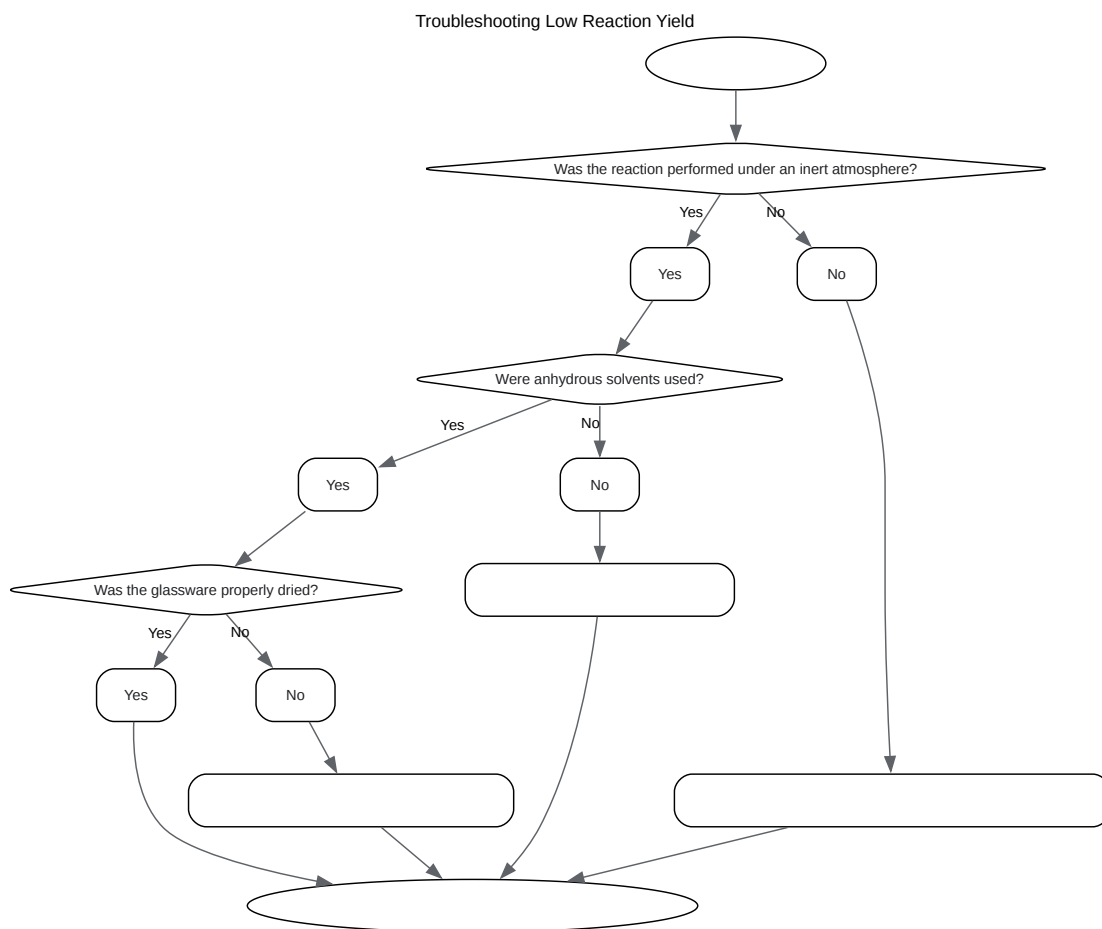 Troubleshooting Low Reaction Yield
Was the reaction performed under an inert atmosphere?
Yes
No
Yes
No
Were anhydrous solvents used?
Yes
No
Yes
No
Was the glassware properly dried?
Yes
No
Yes
No